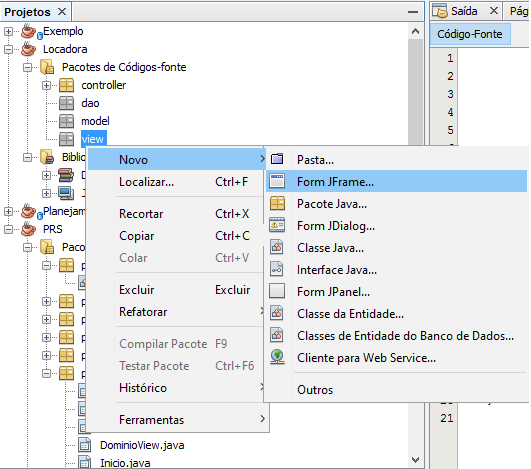 Projetos
Saída
Pág
Exemplo
Locadora
Pacotes de Códigos-fonte
controller
dao
model
view
Biblio
Planejam
PRS
Paco
DominioView.java
Inicio.java
Novo
Localizar... Ctrl+F
Recortar Ctrl+X
Copiar Ctrl+C
Colar Ctrl+V
Excluir Excluir
Refatorar
Compilar Pacote F9
Testar Pacote Ctrl+F6
Histórico
Ferramentas
Pasta...
Form JFrame...
Pacote Java...
Form JDialog...
Classe Java...
Interface Java...
Form JPanel...
Classe da Entidade...
Classes de Entidade do Banco de Dados...
Cliente para Web Service...
Outros
Código-Fonte
1
2
3
4
5
6
21